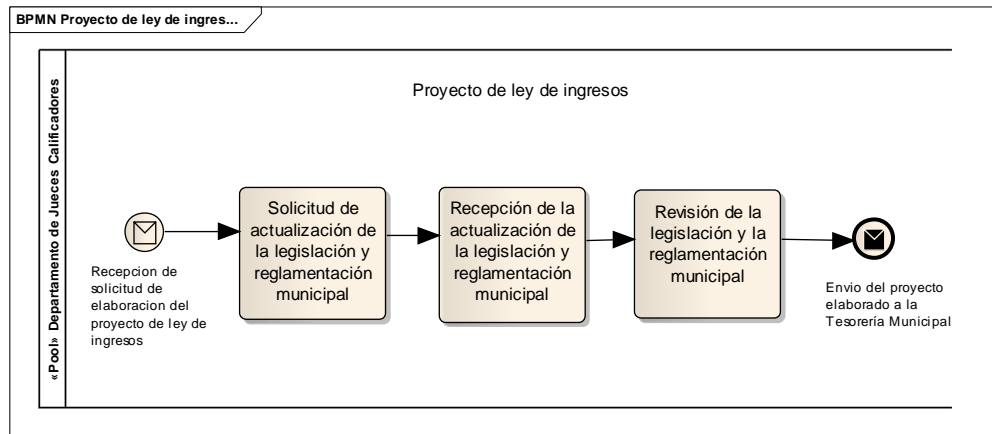 BPMN Proyecto de ley de ingres...
«Pool» Departamento de Jueces Calificadores
Proyecto de ley de ingresos
Recepcion de
solicitud de
elaboracion del
proyecto de ley de
ingresos
Solicitud de
actualización de
la legislación y
reglamentación
municipal
Recepción de la
actualización de
la legislación y
reglamentación
municipal
Revisión de la
legislación y la
reglamentación
municipal
Envio del proyecto
elaborado a la
Tesorería Municipal